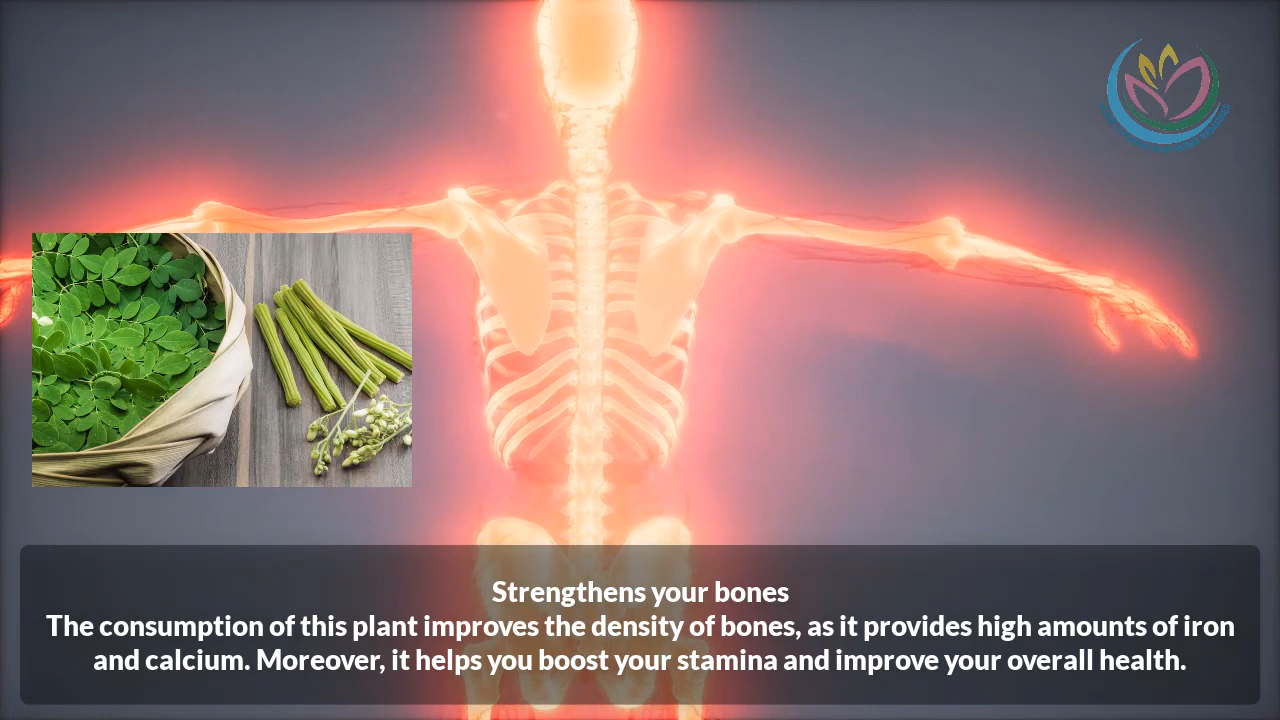 Strengthens your bones
The consumption of this plant improves the density of bones, as it provides high amounts of iron
and calcium. Moreover, it helps you boost your stamina and improve your overall health.